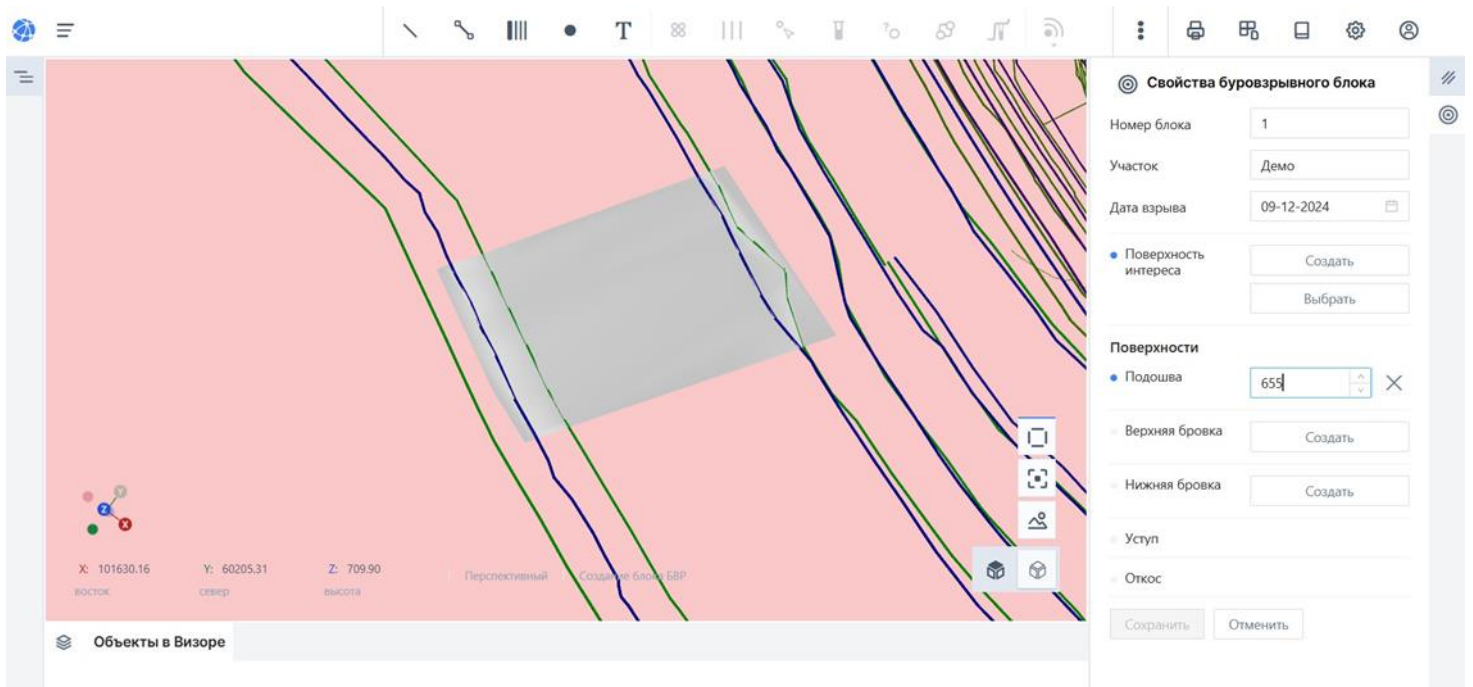 T
Свойства буровзрывного блока
Номер блока
1
Участок
Демо
Дата взрыва
09-12-2024
Поверхность
интереса
Создать
Выбрать
Поверхности
Подошва
655
Верхняя бровка
Создать
Нижняя бровка
Создать
Уступ
Откос
Сохранить
Отменить
Y
Z
X
X: 101630.16 Y: 60205.31 Z: 709.90
восток север высота
Перспективный Создание блока БВР
Объекты в Визоре